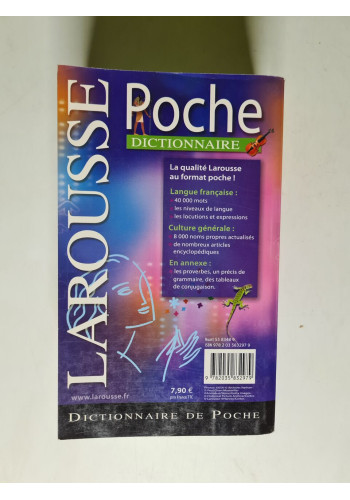 LAROUSSE
Poche
DICTIONNAIRE
La qualité Larousse
au format poche !
Langue française :
- 40 000 mots
- les niveaux de langue
- les locutions et expressions
Culture générale :
- 8 000 noms propres actualisés
de nombreux articles
encyclopédiques
En annexe :
- les proverbes, un précis de
grammaire, des tableaux
de conjugaison.
www.larousse.fr
7,90 €
DICTIONNAIRE DE POCHE